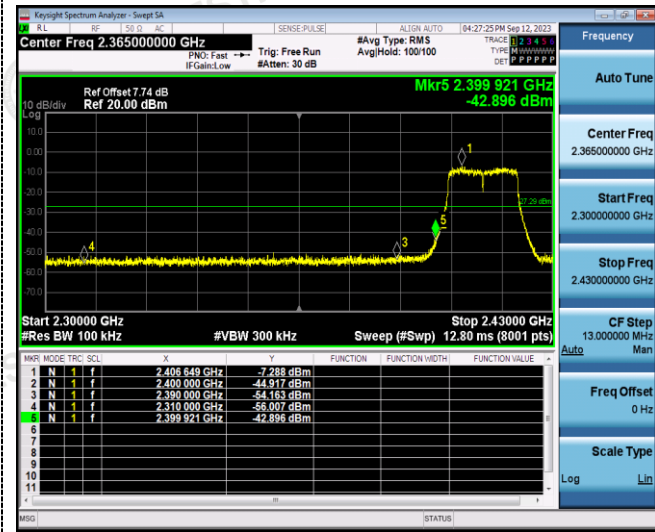 Keysight Spectrum Analyzer - Swept SA
RL RF 50 Ω AC SENSE:PULSE ALIGN AUTO 04:27:25 PM Sep 12, 2023
Center Freq 2.365000000 GHz
PNO: Fast Trig: Free Run
IFGain:Low #Atten: 30 dB
#Avg Type: RMS
Avg|Hold: 100/100
TRACE 1 2 3 4 5 6
TYPE M WWWWW
DET P P P P P P
Ref Offset 7.74 dB
10 dB/div Ref 20.00 dBm
Log
Mkr5 2.399 921 GHz
-42.896 dBm
10.0
0.00
-10.0
-20.0
-30.0
-40.0
-50.0
-60.0
-70.0
1
-27.29 dBm
5
3
4
Start 2.30000 GHz Stop 2.43000 GHz
#Res BW 100 kHz #VBW 300 kHz Sweep (#Swp) 12.80 ms (8001 pts)
MKR MODE TRC SCL X Y FUNCTION FUNCTION WIDTH FUNCTION VALUE
1 N 1 f 2.406 649 GHz -7.288 dBm
2 N 1 f 2.400 000 GHz -44.917 dBm
3 N 1 f 2.390 000 GHz -54.163 dBm
4 N 1 f 2.310 000 GHz -56.007 dBm
5 N 1 f 2.399 921 GHz -42.896 dBm
6
7
8
9
10
11
MSG STATUS
Frequency
Auto Tune
Center Freq
2.365000000 GHz
Start Freq
2.300000000 GHz
Stop Freq
2.430000000 GHz
CF Step
13.000000 MHz
Auto Man
Freq Offset
0 Hz
Scale Type
Log Lin